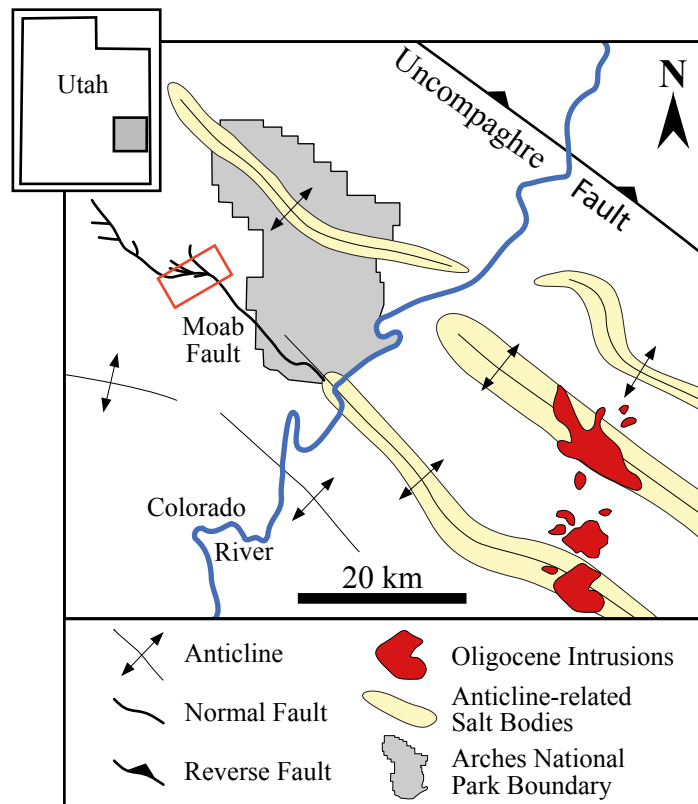 Utah
Uncompaghre
Fault
N
Moab
Fault
Colorado
River
20 km
Anticline
Normal Fault
Reverse Fault
Oligocene Intrusions
Anticline-related
Salt Bodies
Arches National
Park Boundary